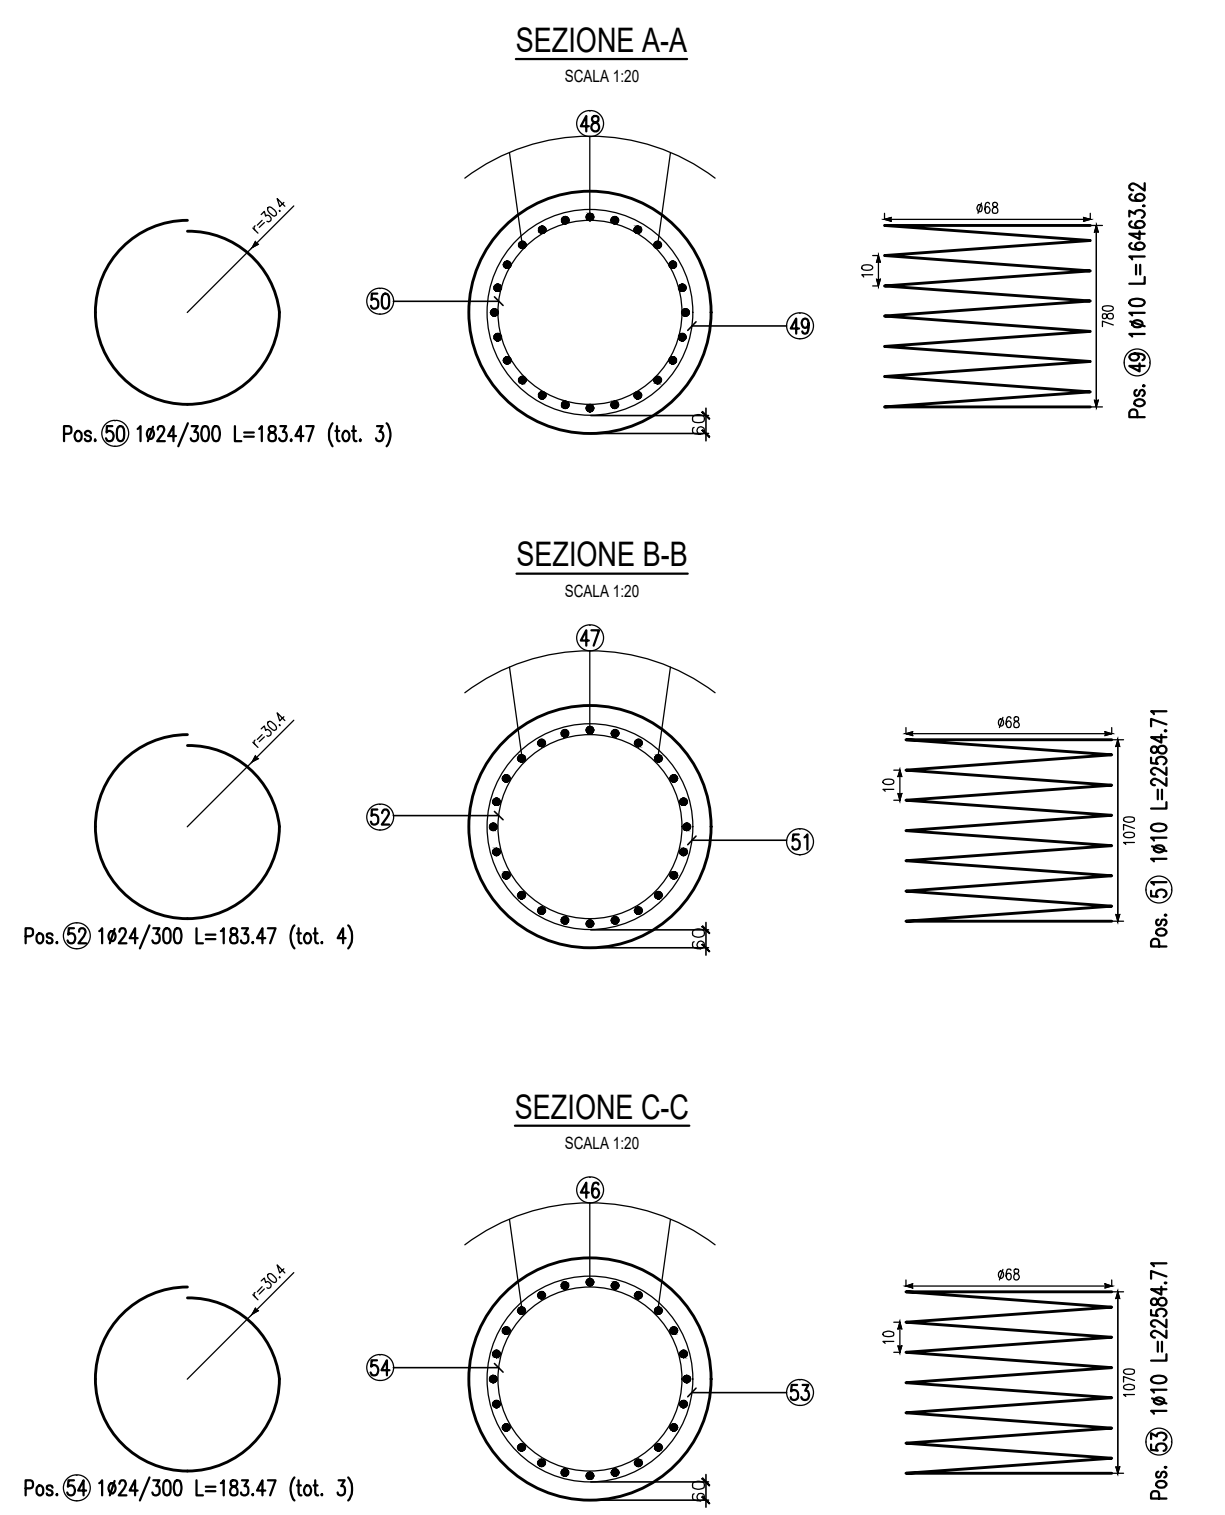 SEZIONE A-A
SCALA 1:20
48
r=30.4
50
49
60
Pos. 50 1ø24/300 L=183.47 (tot. 3)
ø68
10
780
Pos. 49 1ø10 L=16463.62
SEZIONE B-B
SCALA 1:20
47
r=30.4
52
51
60
Pos. 52 1ø24/300 L=183.47 (tot. 4)
ø68
10
1070
Pos. 51 1ø10 L=22584.71
SEZIONE C-C
SCALA 1:20
46
r=30.4
54
53
60
Pos. 54 1ø24/300 L=183.47 (tot. 3)
ø68
10
1070
Pos. 53 1ø10 L=22584.71